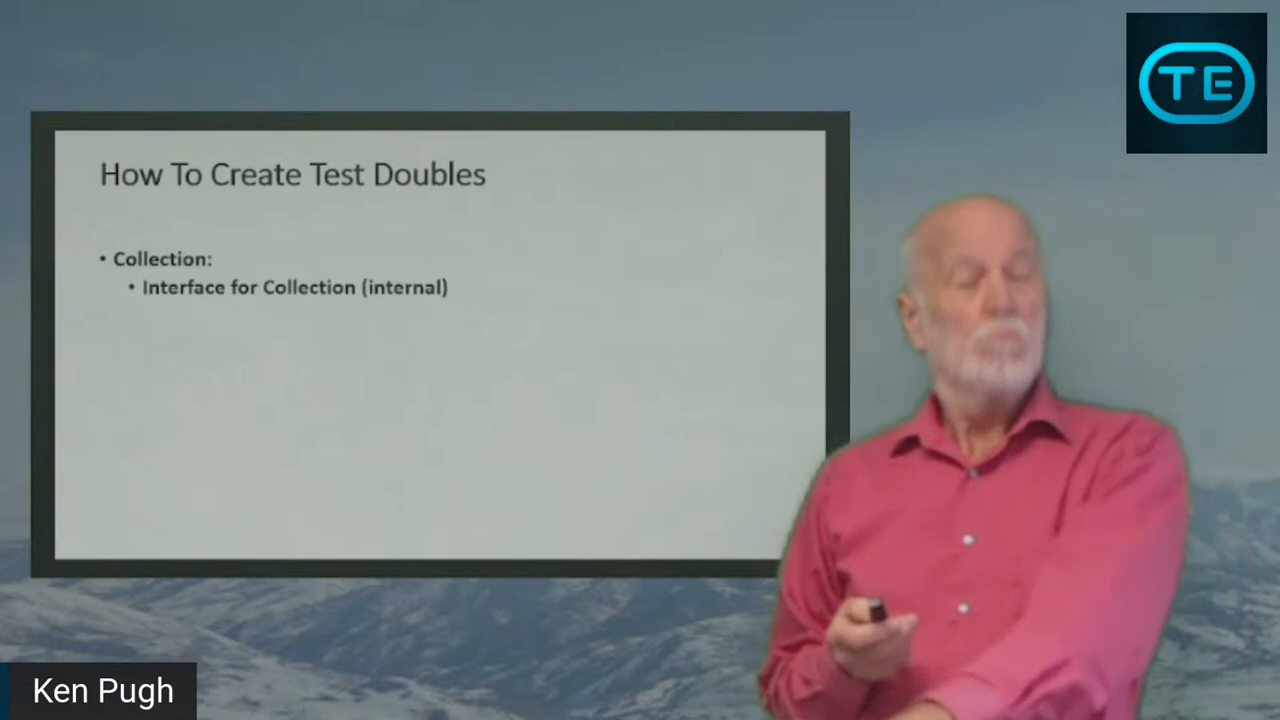 TE
How To Create Test Doubles
• Collection:
• Interface for Collection (internal)
Ken Pugh